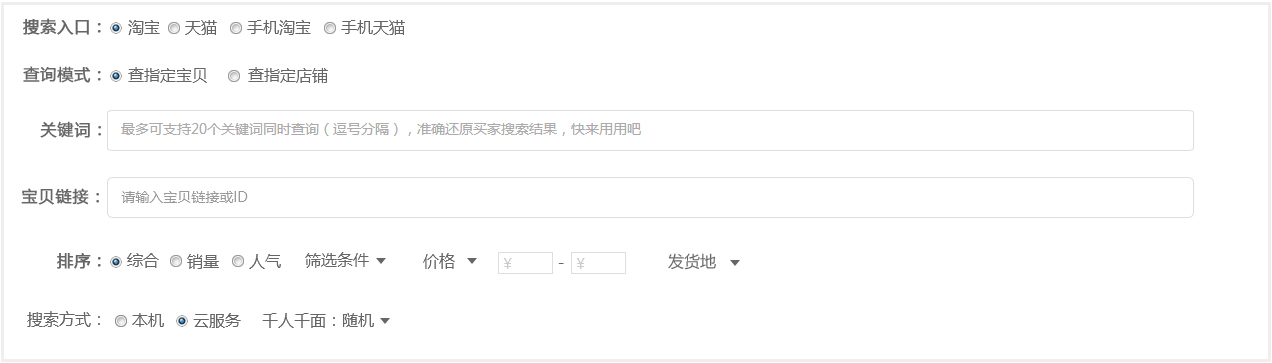 搜索入口： 淘宝 天猫 手机淘宝 手机天猫
查询模式： 查指定宝贝 查指定店铺
关键词： 最多可支持20个关键词同时查询（逗号分隔），准确还原买家搜索结果，快来用用吧
宝贝链接： 请输入宝贝链接或ID
排序： 综合 销量 人气 筛选条件 价格 ¥ - ¥ 发货地
搜索方式： 本机 云服务 千人千面：随机